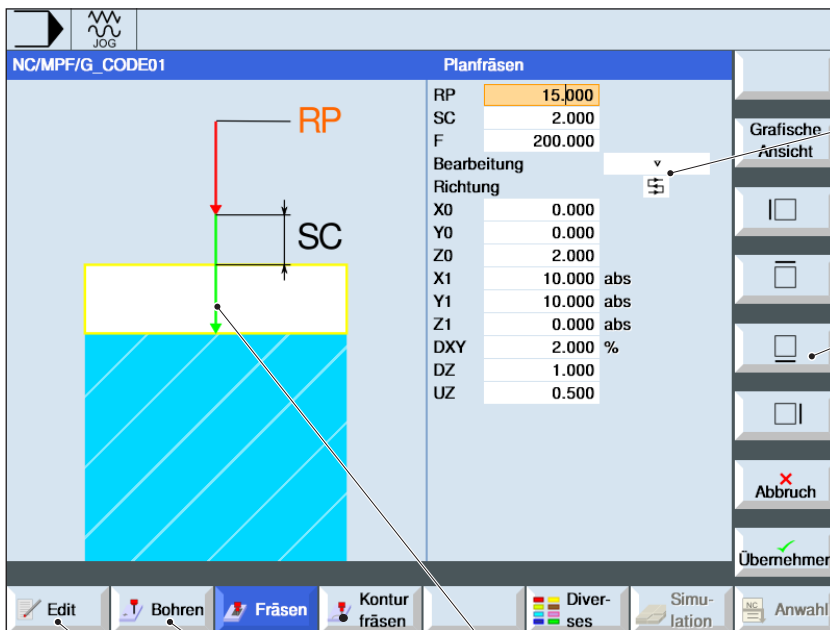 JOG
NC/MPF/G_CODE01
Planfräsen
RP
SC
RP 15.000
SC 2.000
F 200.000
Bearbeitung
Richtung
X0 0.000
Y0 0.000
Z0 2.000
X1 10.000 abs
Y1 10.000 abs
Z1 0.000 abs
DXY 2.000 %
DZ 1.000
UZ 0.500
Grafische
Ansicht
Abbruch
Übernehmen
Edit
Bohren
Fräsen
Kontur
fräsen
Diver-
ses
Simu-
lation
NC
Anwahl